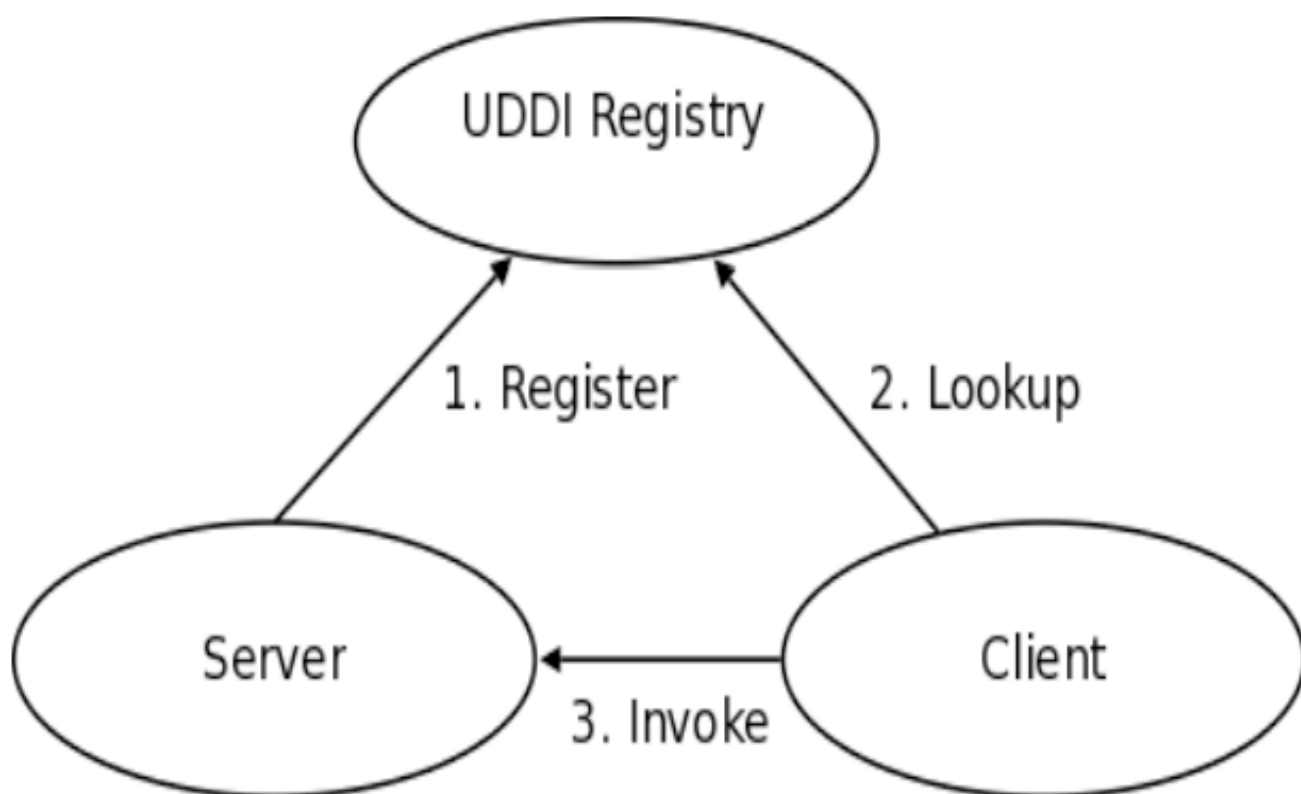 UDDI Registry
1. Register
2. Lookup
Server
Client
3. Invoke